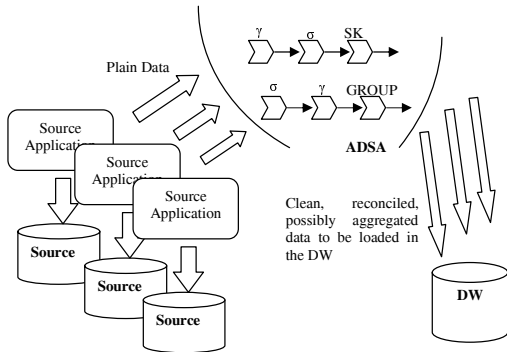 γ σ SK
Plain Data
σ γ GROUP
ADSA
Source
Application
Source
Application
Source
Application
Clean, reconciled,
possibly aggregated
data to be loaded in
the DW
Source
Source
Source
DW